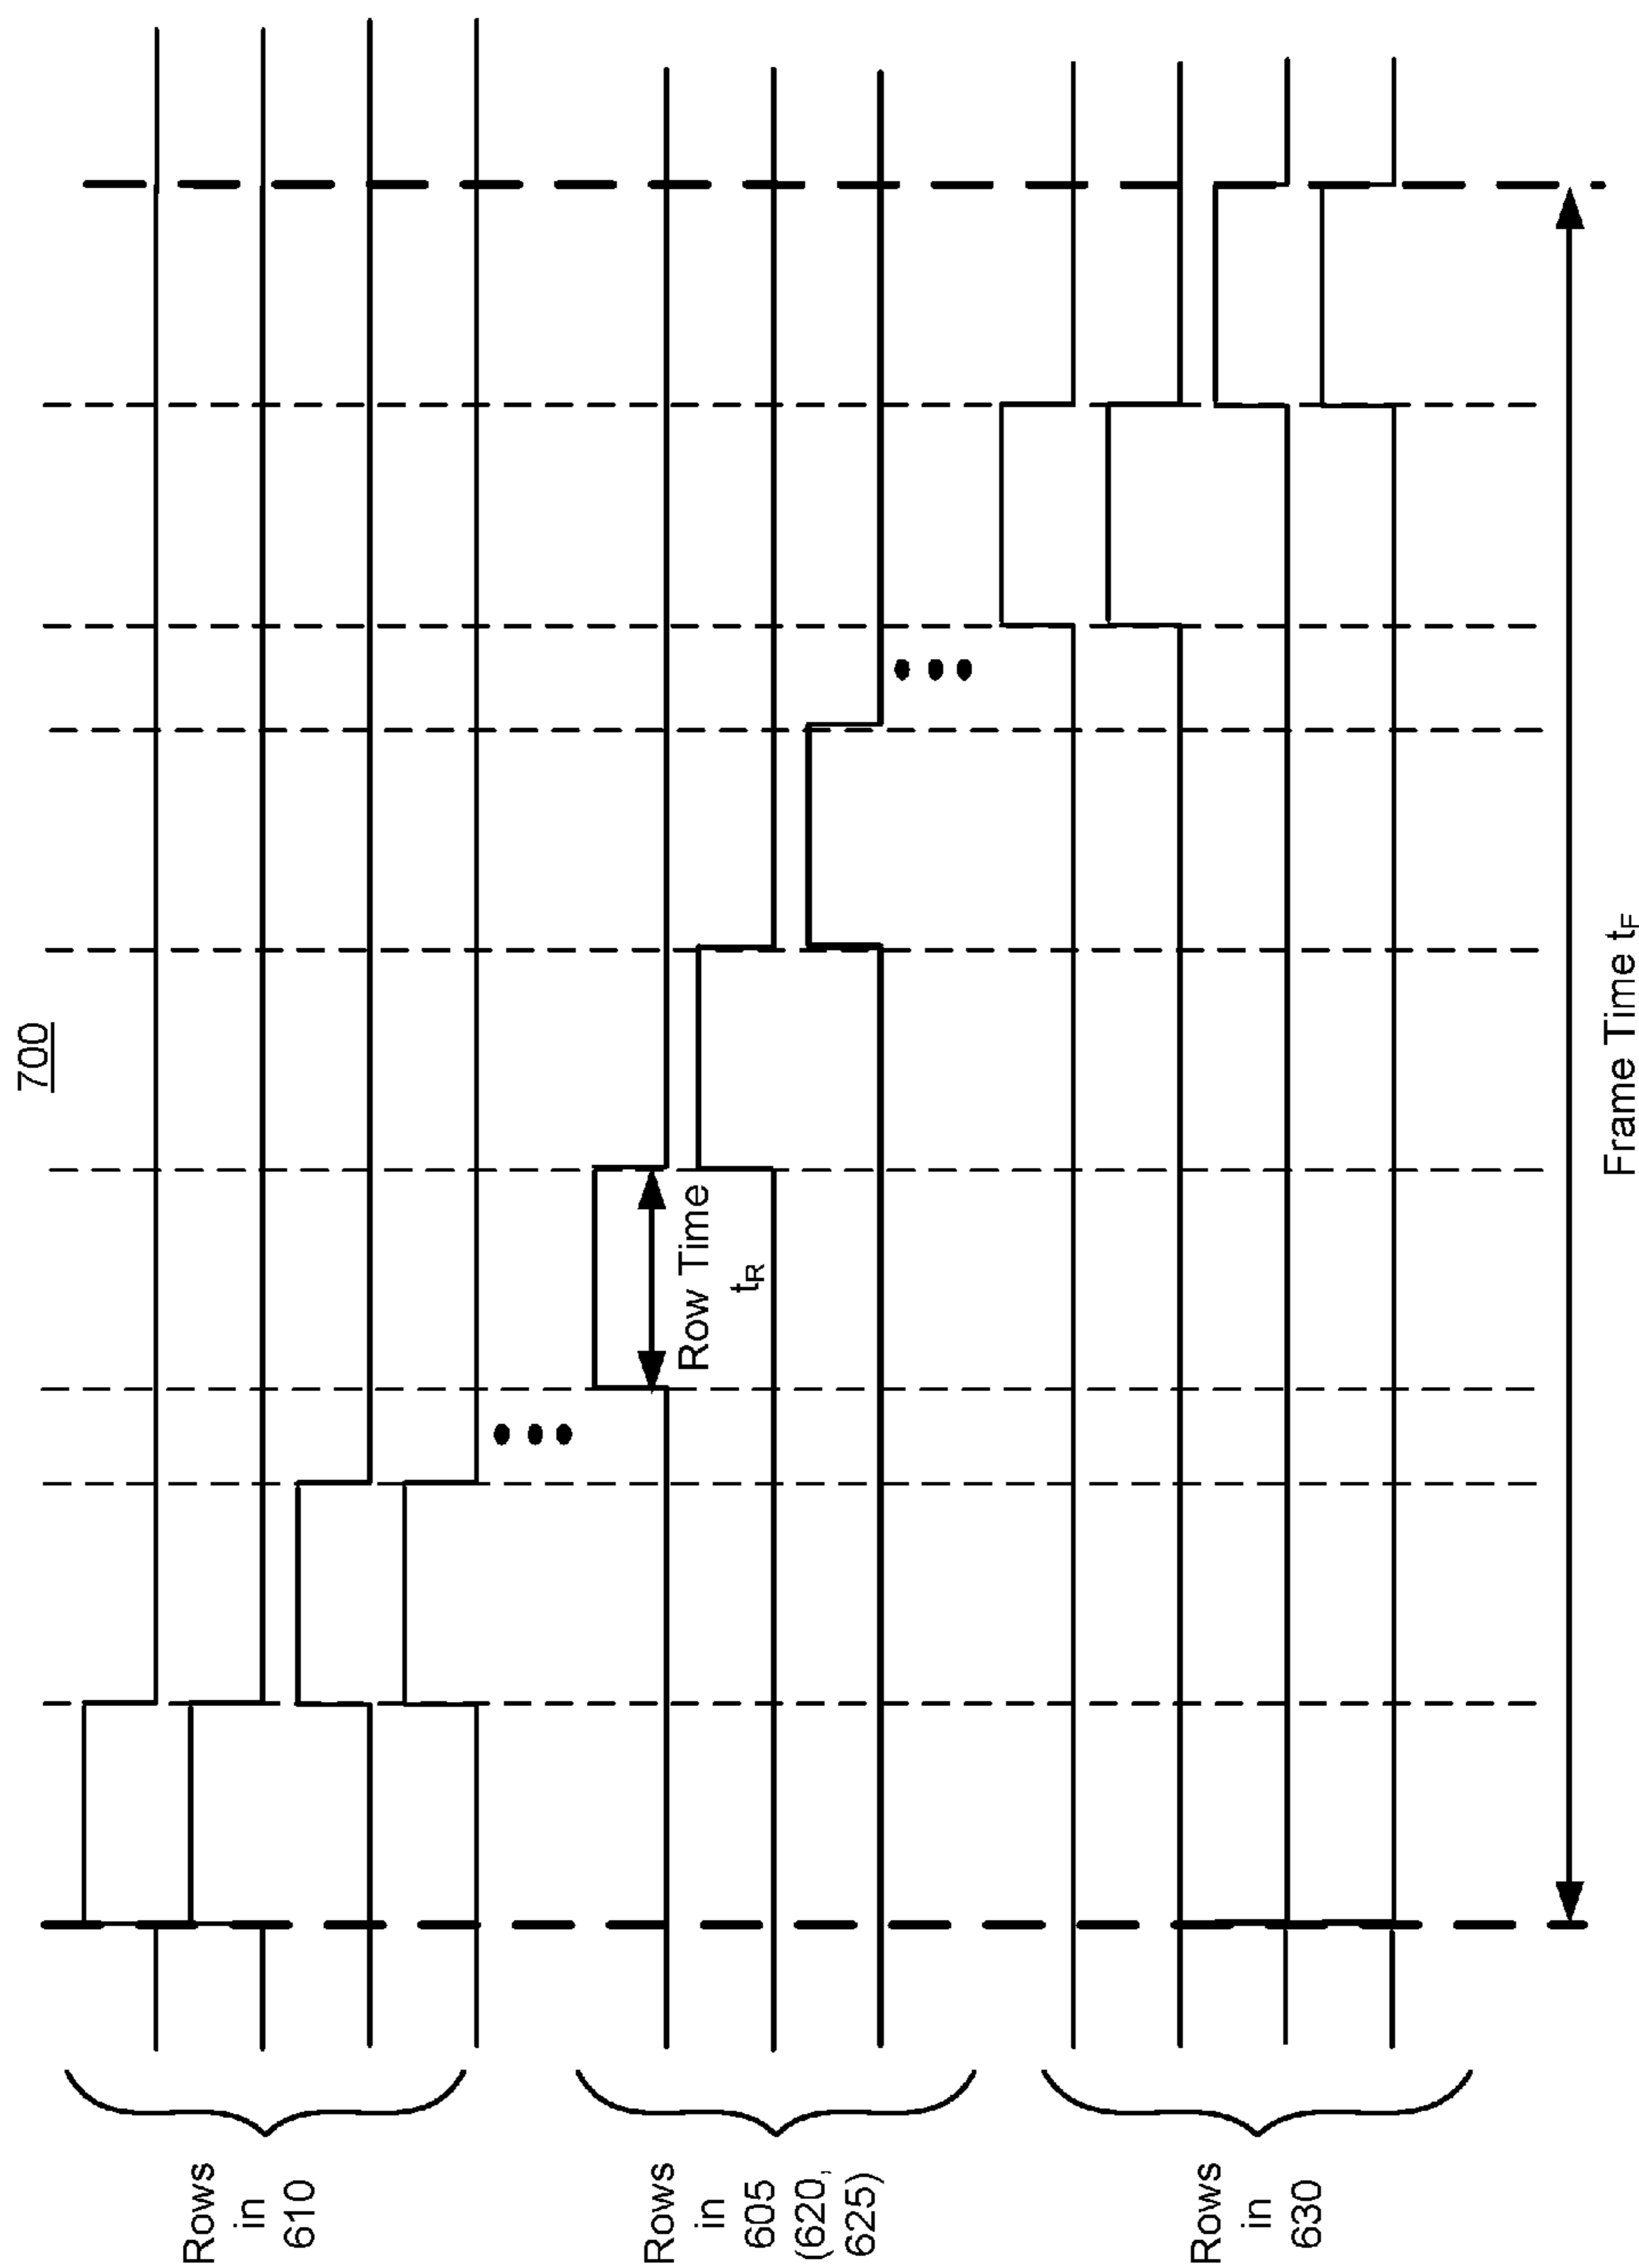 700
Rows
in
610
Row Time
tR
Rows
in
605
(620,
625)
Rows
in
630
Frame Time tF